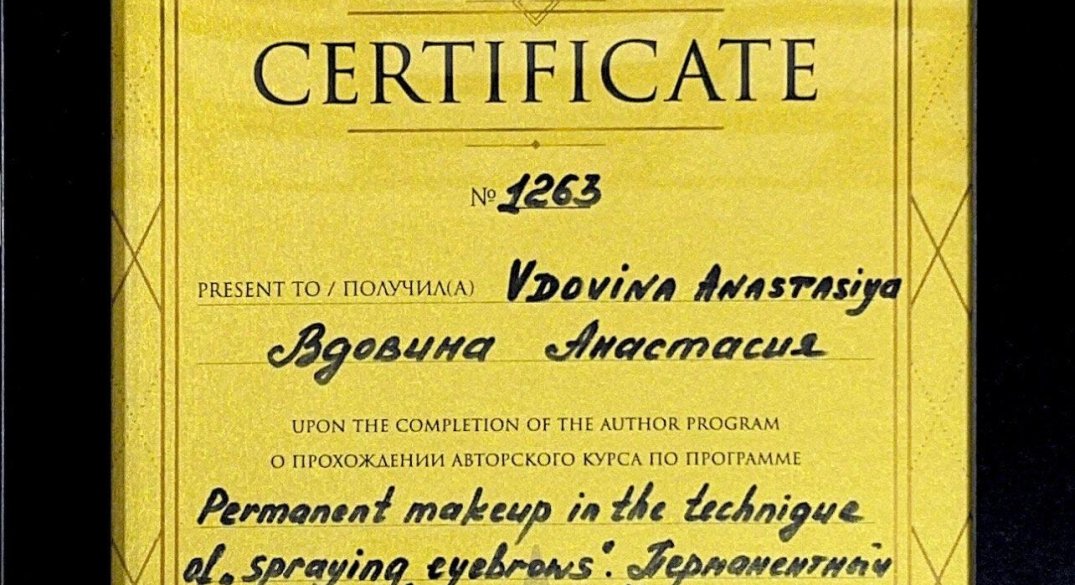 CERTIFICATE
№ 1263
PRESENT TO / ПОЛУЧИЛ(А) VDOVINA ANASTASiya
Вдовина Анастасия
UPON THE COMPLETION OF THE AUTHOR PROGRAM
О ПРОХОЖДЕНИИ АВТОРСКОГО КУРСА ПО ПРОГРАММЕ
Permanent makeup in the technique
of „spraying eyebrows". Перманентный